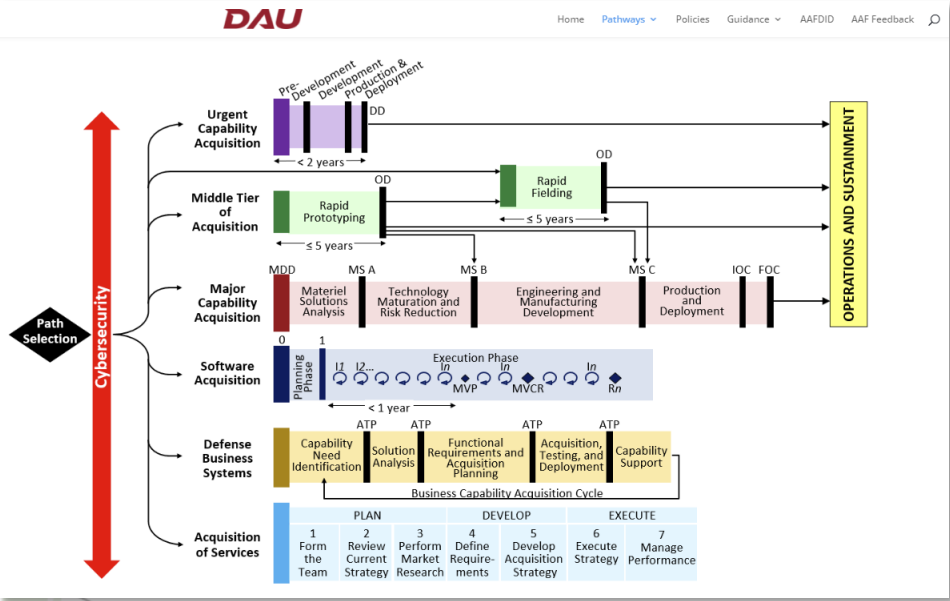 DAU
Home Pathways Policies Guidance AAFDID AAF Feedback
Pre-
Development
Development
Production &
Deployment
Urgent
Capability
Acquisition
DD
< 2 years
Middle Tier
of
Acquisition
Rapid
Prototyping
OD
≤ 5 years
Rapid
Fielding
OD
≤ 5 years
Major
Capability
Acquisition
MDD MS A MS B MS C IOC FOC
Materiel
Solutions
Analysis
Technology
Maturation and
Risk Reduction
Engineering and
Manufacturing
Development
Production
and
Deployment
OPERATIONS AND SUSTAINMENT
Path
Selection
Cybersecurity
Software
Acquisition
0 1
Planning
Phase
Execution Phase
I1 I2... In In In
MVP MVCR Rn
< 1 year
Defense
Business
Systems
ATP ATP ATP ATP
Capability
Need
Identification
Solution
Analysis
Functional
Requirements and
Acquisition
Planning
Acquisition,
Testing, and
Deployment
Capability
Support
Business Capability Acquisition Cycle
Acquisition
of Services
PLAN DEVELOP EXECUTE
1
Form
the
Team
2
Review
Current
Strategy
3
Perform
Market
Research
4
Define
Require-
ments
5
Develop
Acquisition
Strategy
6
Execute
Strategy
7
Manage
Performance